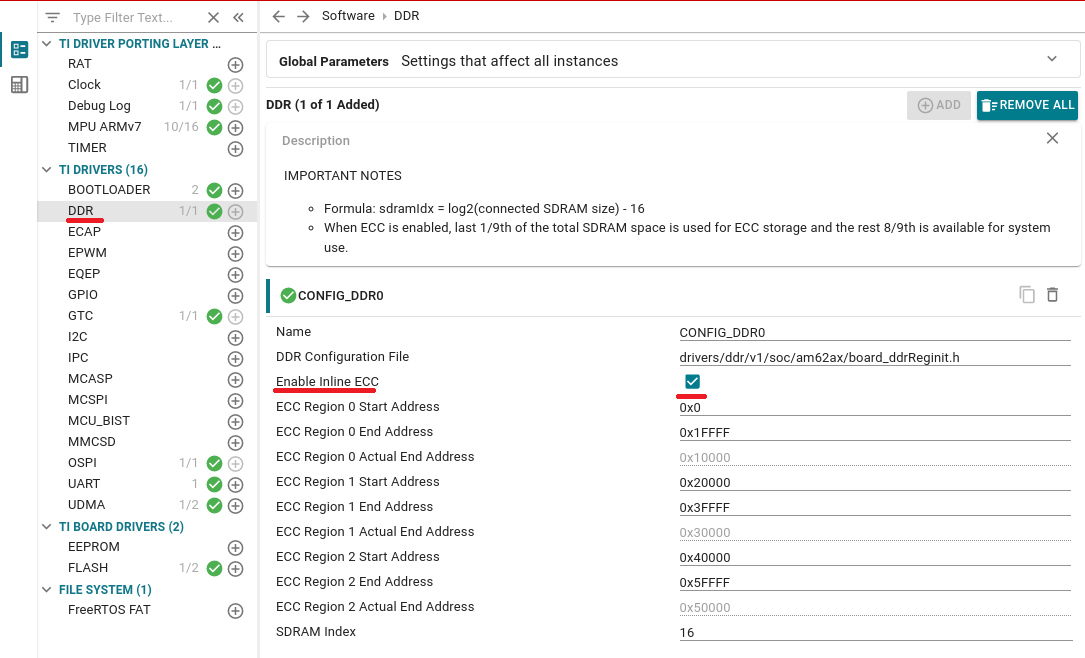 Type Filter Text...
TI DRIVER PORTING LAYER ...
RAT
Clock 1/1
Debug Log 1/1
MPU ARMv7 10/16
TIMER
TI DRIVERS (16)
BOOTLOADER 2
DDR 1/1
ECAP
EPWM
EQEP
GPIO
GTC 1/1
I2C
IPC
MCASP
MCSPI
MCU_BIST
MMCSD
OSPI 1/1
UART 1
UDMA 1/2
TI BOARD DRIVERS (2)
EEPROM
FLASH 1/2
FILE SYSTEM (1)
FreeRTOS FAT
Software › DDR
Global Parameters Settings that affect all instances
DDR (1 of 1 Added) ADD REMOVE ALL
Description
IMPORTANT NOTES
Formula: sdramIdx = log2(connected SDRAM size) - 16
When ECC is enabled, last 1/9th of the total SDRAM space is used for ECC storage and the rest 8/9th is available for system
use.
CONFIG_DDR0
Name CONFIG_DDR0
DDR Configuration File drivers/ddr/v1/soc/am62ax/board_ddrReginit.h
Enable Inline ECC
ECC Region 0 Start Address 0x0
ECC Region 0 End Address 0x1FFFF
ECC Region 0 Actual End Address 0x10000
ECC Region 1 Start Address 0x20000
ECC Region 1 End Address 0x3FFFF
ECC Region 1 Actual End Address 0x30000
ECC Region 2 Start Address 0x40000
ECC Region 2 End Address 0x5FFFF
ECC Region 2 Actual End Address 0x50000
SDRAM Index 16